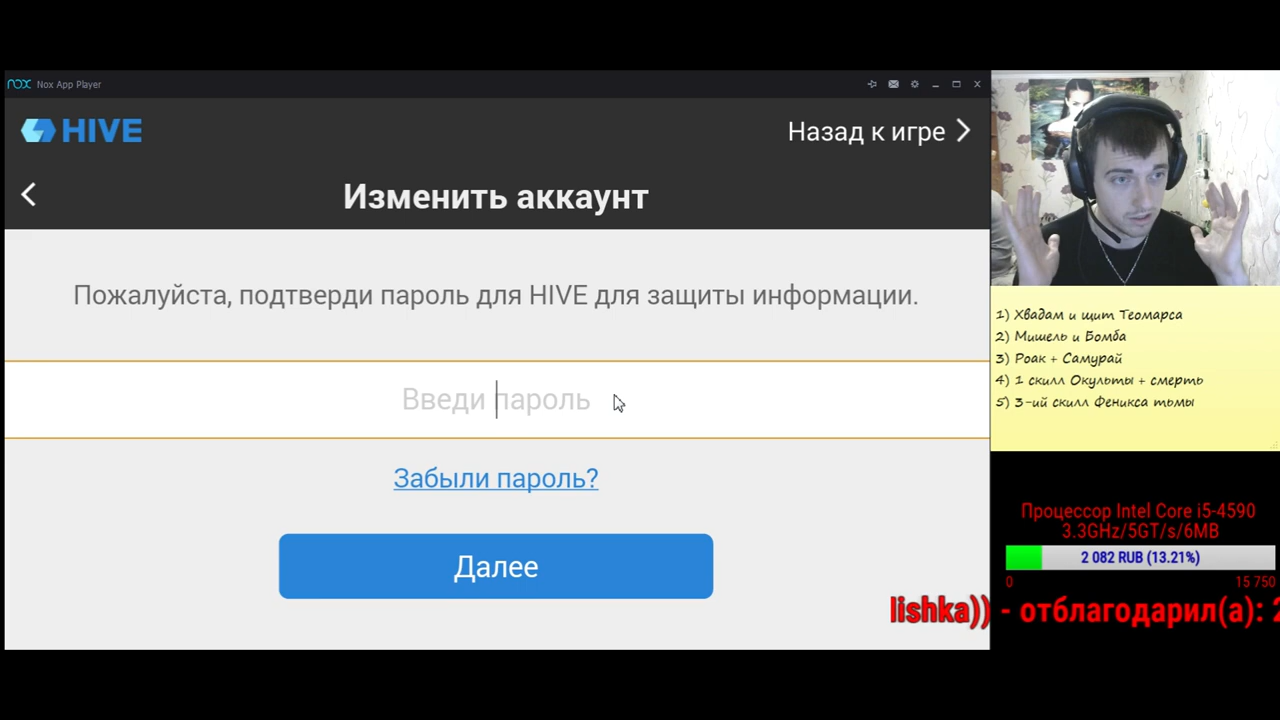 nox Nox App Player
HIVE
Назад к игре
Изменить аккаунт
Пожалуйста, подтверди пароль для HIVE для защиты информации.
Введи пароль
Забыли пароль?
Далее
1) Хвадам и щит Теомарса
2) Мишель и Бомба
3) Роак + Самурай
4) 1 скилл Окульты + смерть
5) 3-ий скилл Феникса тьмы
Процессор Intel Core i5-4590
3.3GHz/5GT/s/6MB
2 082 RUB (13.21%)
0 15 750
lishka)) - отблагодарил(а): 2